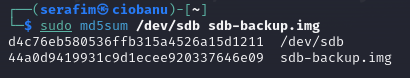 ┌──(serafim㉿ciobanu)-[~]
└─$ sudo md5sum /dev/sdb sdb-backup.img
d4c76eb580536ffb315a4526a15d1211  /dev/sdb
44a0d9419931c9d1ecee920337646e09  sdb-backup.img